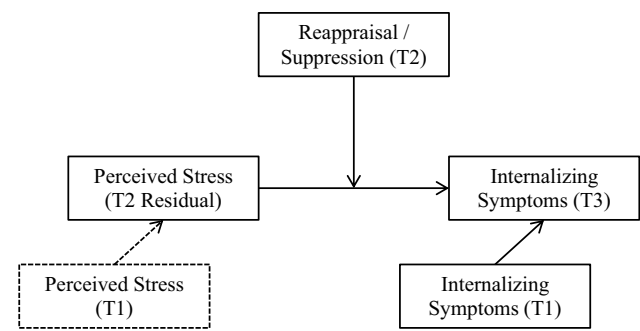 Reappraisal /
Suppression (T2)
Perceived Stress
(T2 Residual)
Internalizing
Symptoms (T3)
Perceived Stress
(T1)
Internalizing
Symptoms (T1)